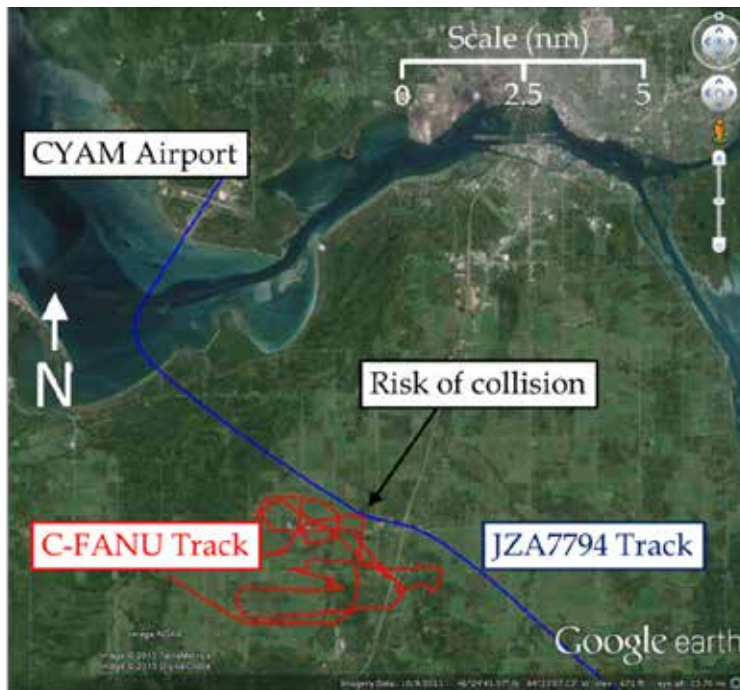 Scale (nm)
0 2.5 5
CYAM Airport
N
Risk of collision
C-FANU Track
JZA7794 Track
Google earth